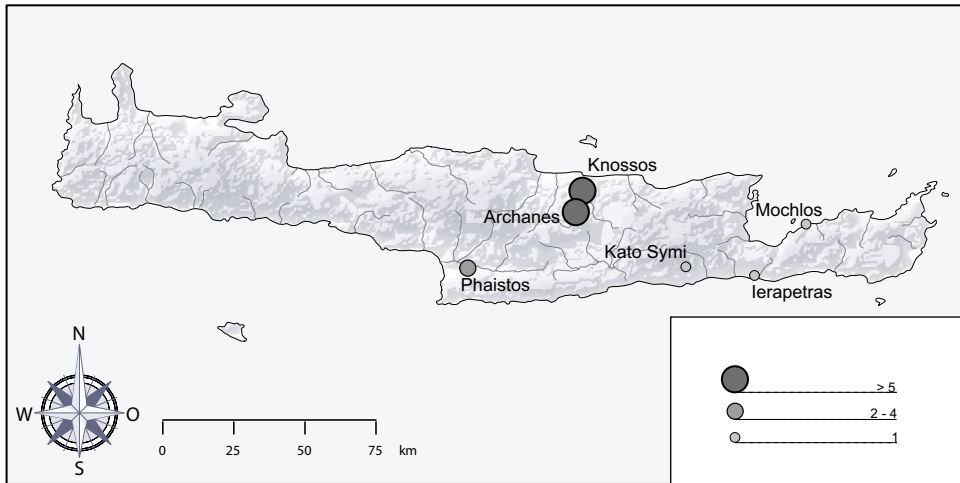 Knossos
Archanes
Mochlos
Kato Symi
Phaistos
Ierapetras
N
W
O
S
0 25 50 75 km
> 5
2 - 4
1